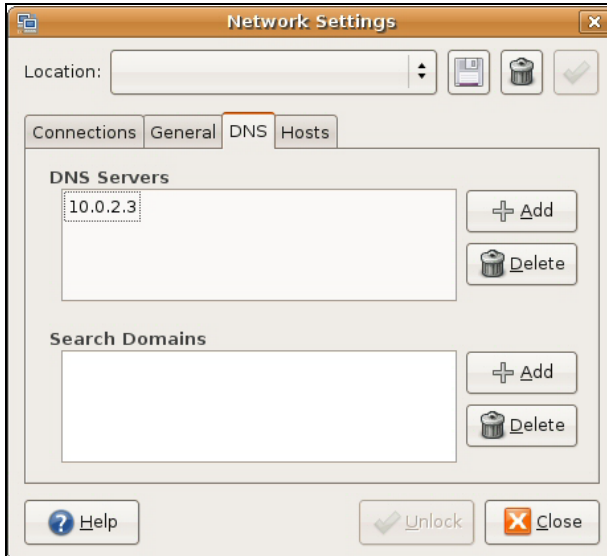 Network Settings
Location:
Connections General DNS Hosts
DNS Servers
10.0.2.3
Add
Delete
Search Domains
Add
Delete
Help Unlock Close